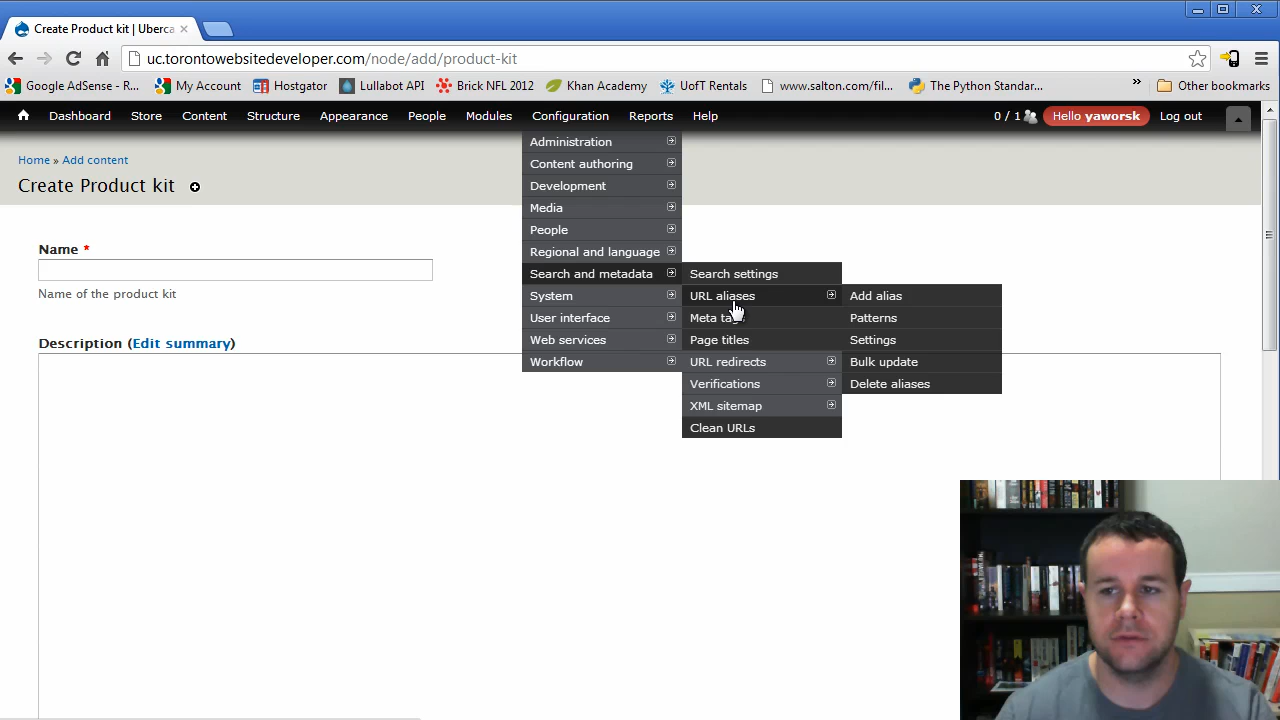 Create Product kit | Uberca
uc.torontowebsitedeveloper.com/node/add/product-kit
Google AdSense - R... My Account Hostgator Lullabot API Brick NFL 2012 Khan Academy UofT Rentals www.salton.com/fil... The Python Standar... » Other bookmarks
Dashboard Store Content Structure Appearance People Modules Configuration Reports Help 0 / 1 Hello yaworsk Log out
Home » Add content
Create Product kit
Administration
Content authoring
Development
Media
People
Regional and language
Search and metadata
System
User interface
Web services
Workflow
Search settings
URL aliases
Meta tag
Page titles
URL redirects
Verifications
XML sitemap
Clean URLs
Add alias
Patterns
Settings
Bulk update
Delete aliases
Name *
Name of the product kit
Description (Edit summary)